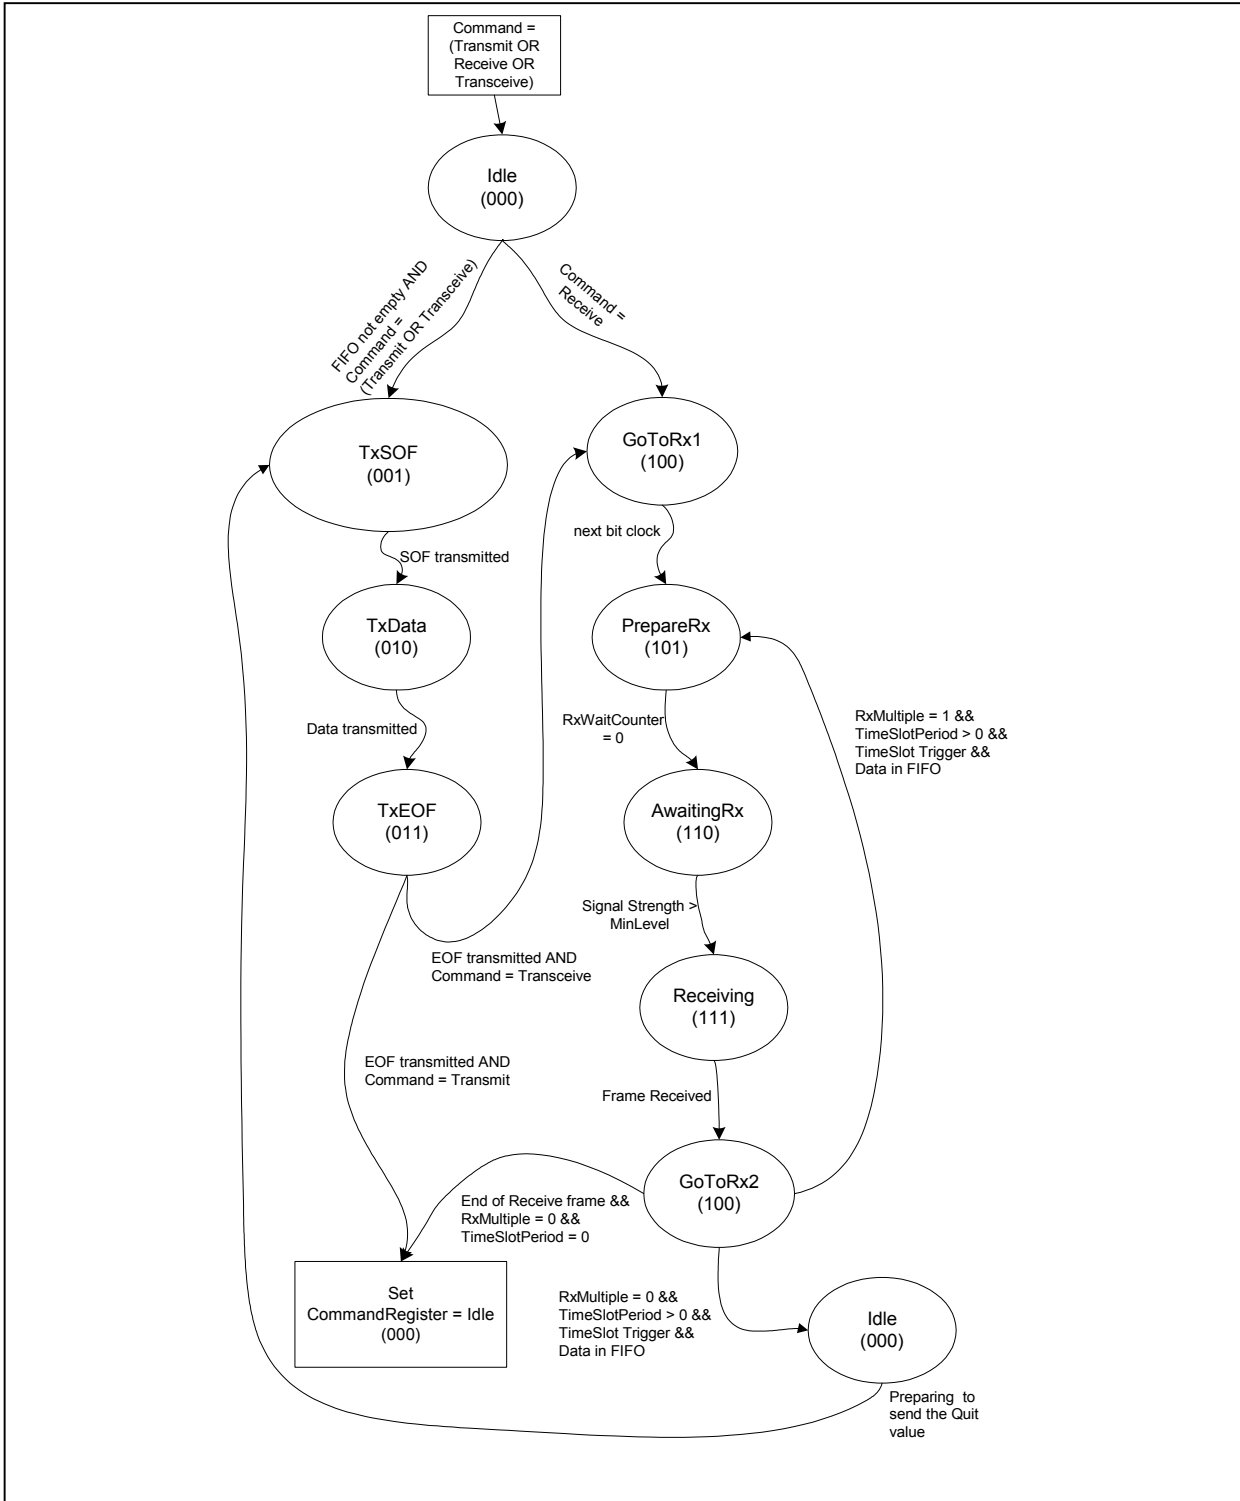 Command =
(Transmit OR
Receive OR
Transceive)
Idle
(000)
FIFO not empty AND
Command =
(Transmit OR Transceive)
Command =
Receive
TxSOF
(001)
GoToRx1
(100)
SOF transmitted
next bit clock
TxData
(010)
PrepareRx
(101)
Data transmitted
RxWaitCounter
= 0
RxMultiple = 1 &&
TimeSlotPeriod > 0 &&
TimeSlot Trigger &&
Data in FIFO
TxEOF
(011)
AwaitingRx
(110)
Signal Strength >
MinLevel
EOF transmitted AND
Command = Transceive
Receiving
(111)
EOF transmitted AND
Command = Transmit
Frame Received
GoToRx2
(100)
End of Receive frame &&
RxMultiple = 0 &&
TimeSlotPeriod = 0
Set
CommandRegister = Idle
(000)
RxMultiple = 0 &&
TimeSlotPeriod > 0 &&
TimeSlot Trigger &&
Data in FIFO
Idle
(000)
Preparing to
send the Quit
value